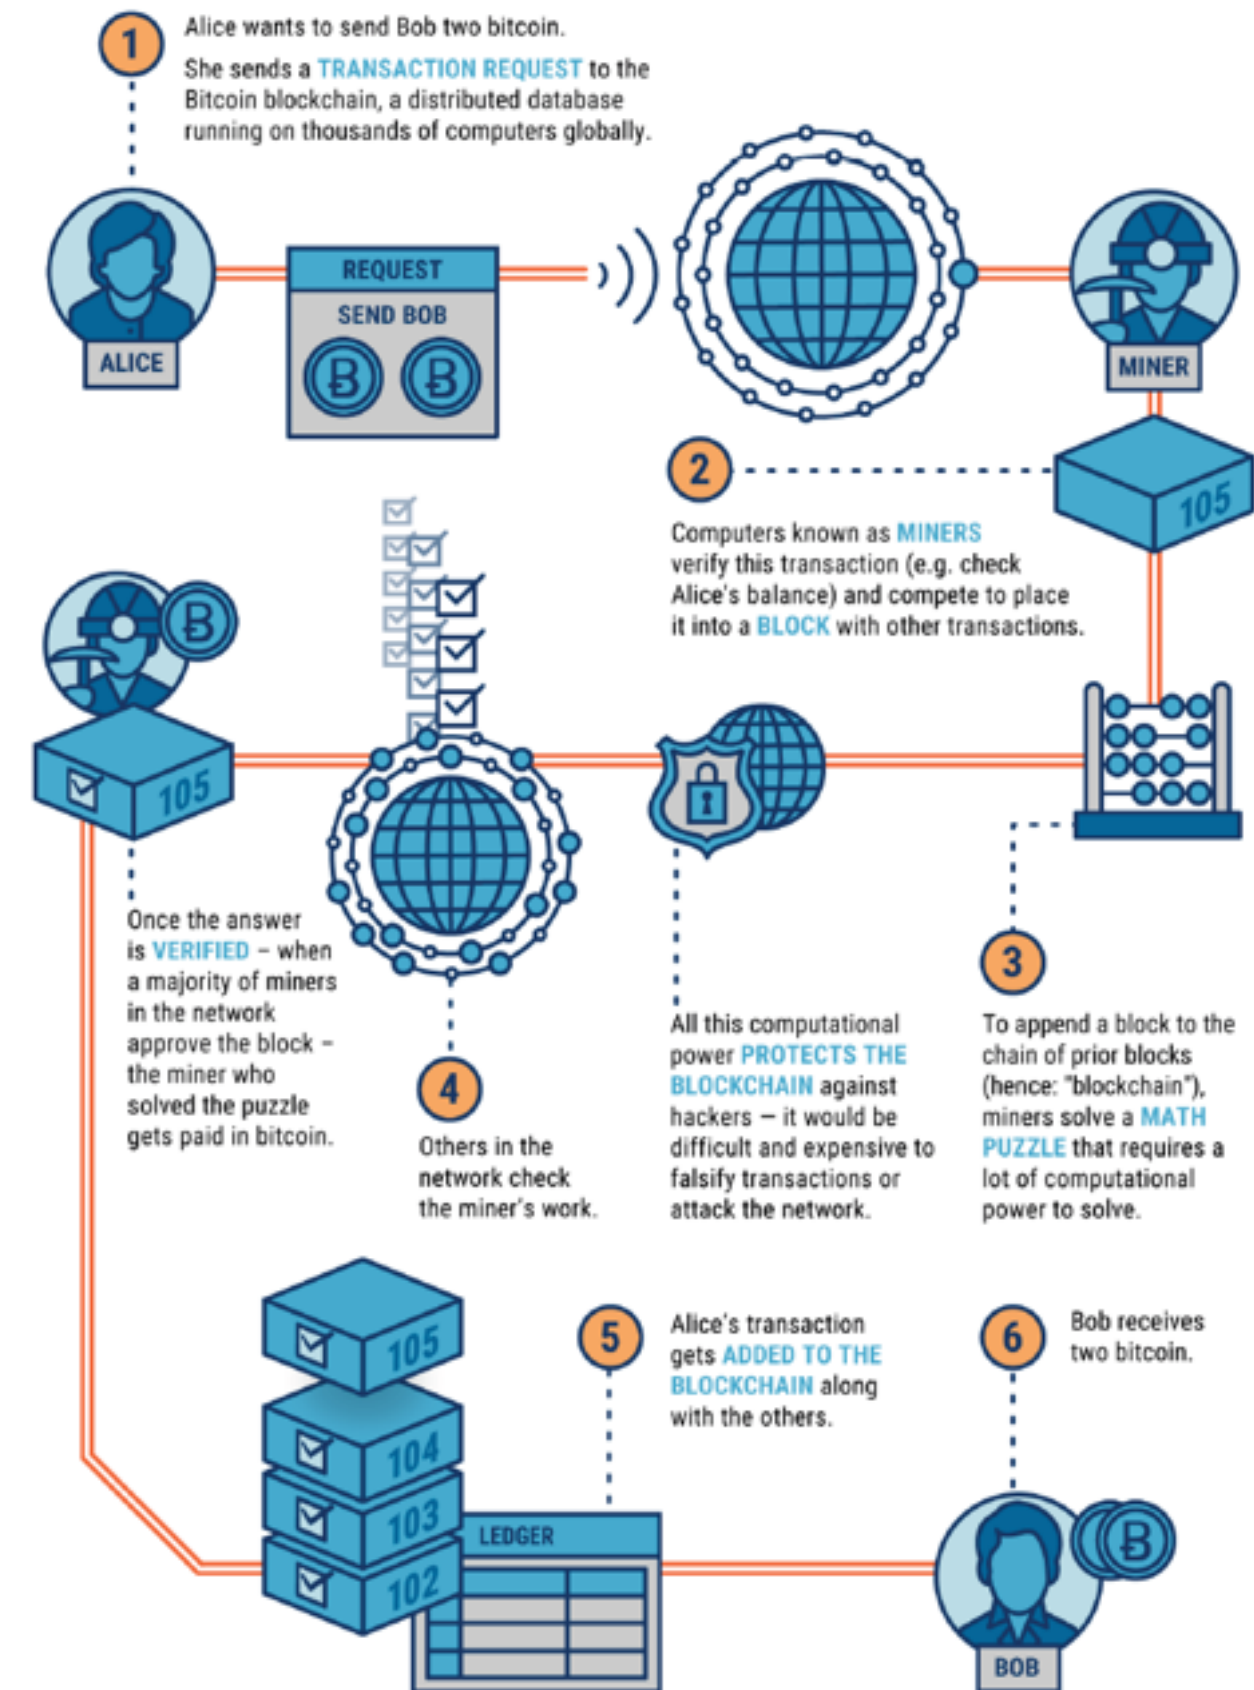 1
Alice wants to send Bob two bitcoin.
She sends a TRANSACTION REQUEST to the
Bitcoin blockchain, a distributed database
running on thousands of computers globally.
ALICE
REQUEST
SEND BOB
MINER
105
2
Computers known as MINERS
verify this transaction (e.g. check
Alice's balance) and compete to place
it into a BLOCK with other transactions.
3
To append a block to the
chain of prior blocks
(hence: "blockchain"),
miners solve a MATH
PUZZLE that requires a
lot of computational
power to solve.
All this computational
power PROTECTS THE
BLOCKCHAIN against
hackers – it would be
difficult and expensive to
falsify transactions or
attack the network.
4
Others in the
network check
the miner's work.
105
Once the answer
is VERIFIED – when
a majority of miners
in the network
approve the block –
the miner who
solved the puzzle
gets paid in bitcoin.
105
104
103
102
LEDGER
5
Alice's transaction
gets ADDED TO THE
BLOCKCHAIN along
with the others.
6
Bob receives
two bitcoin.
BOB